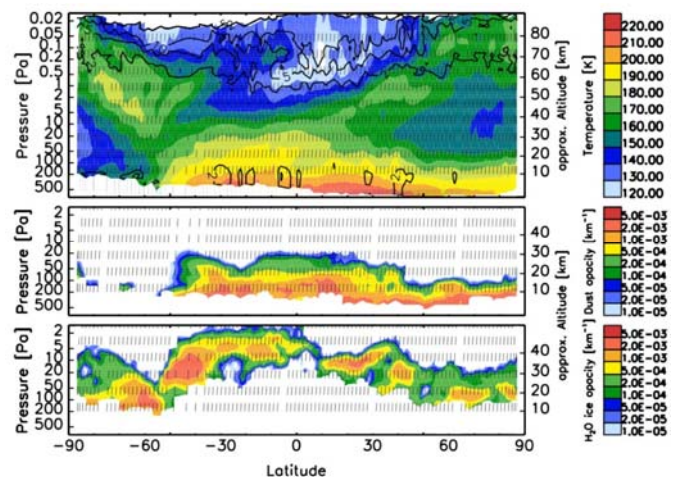 0.02
0.05
0.1
0.2
0.5
2
5
10
20
50
100
200
500
Pressure [Pa]
80
70
60
50
40
30
20
10
approx. Altitude [km]
220.00
210.00
200.00
190.00
180.00
170.00
160.00
150.00
140.00
130.00
120.00
Temperature [K]
2
5
10
20
50
100
200
500
Pressure [Pa]
40
30
20
10
approx. Altitude [km]
5.0E-03
2.0E-03
1.0E-03
5.0E-04
2.0E-04
1.0E-04
5.0E-05
2.0E-05
1.0E-05
Dust opacity [km⁻¹]
2
5
10
20
50
100
200
500
Pressure [Pa]
40
30
20
10
approx. Altitude [km]
5.0E-03
2.0E-03
1.0E-03
5.0E-04
2.0E-04
1.0E-04
5.0E-05
2.0E-05
1.0E-05
H₂O ice opacity [km⁻¹]
-90 -60 -30 0 30 60 90
Latitude